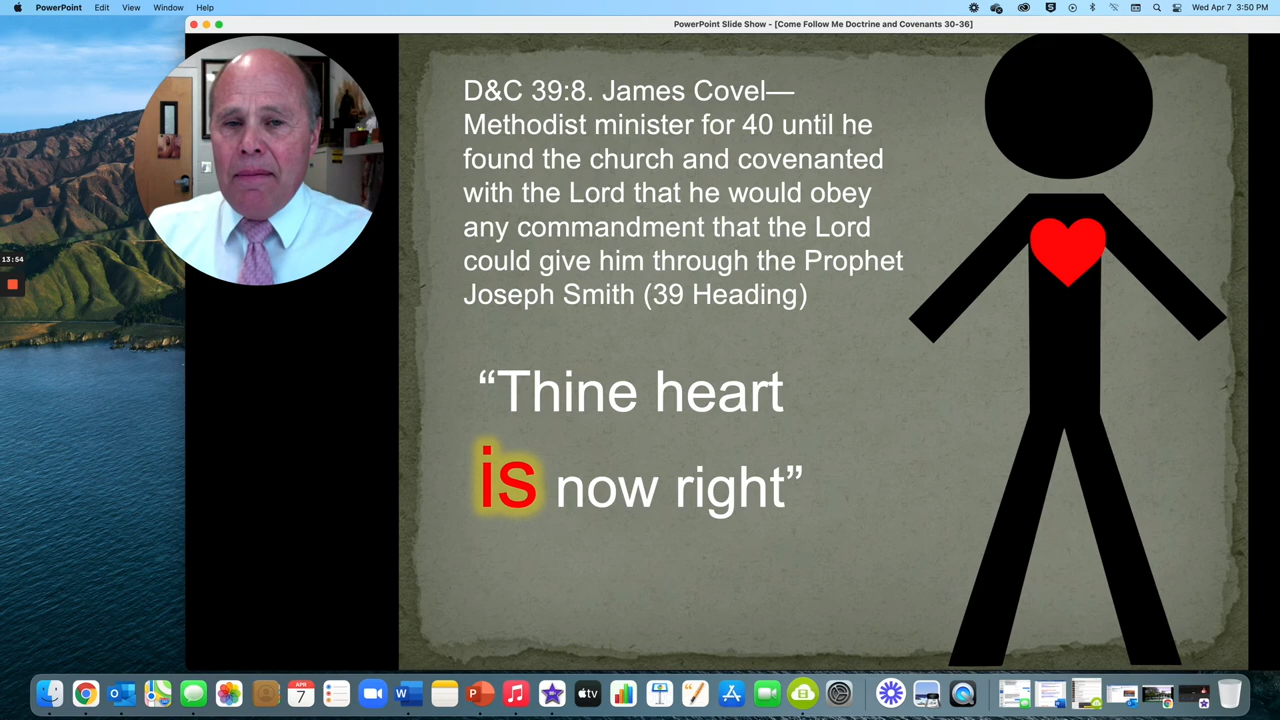 PowerPoint Edit View Window Help Wed Apr 7 3:50 PM
PowerPoint Slide Show - [Come Follow Me Doctrine and Covenants 30-36]
D&C 39:8. James Covel—
Methodist minister for 40 until he
found the church and covenanted
with the Lord that he would obey
any commandment that the Lord
could give him through the Prophet
Joseph Smith (39 Heading)
13:54
“Thine heart
is now right”
APR
7
tv